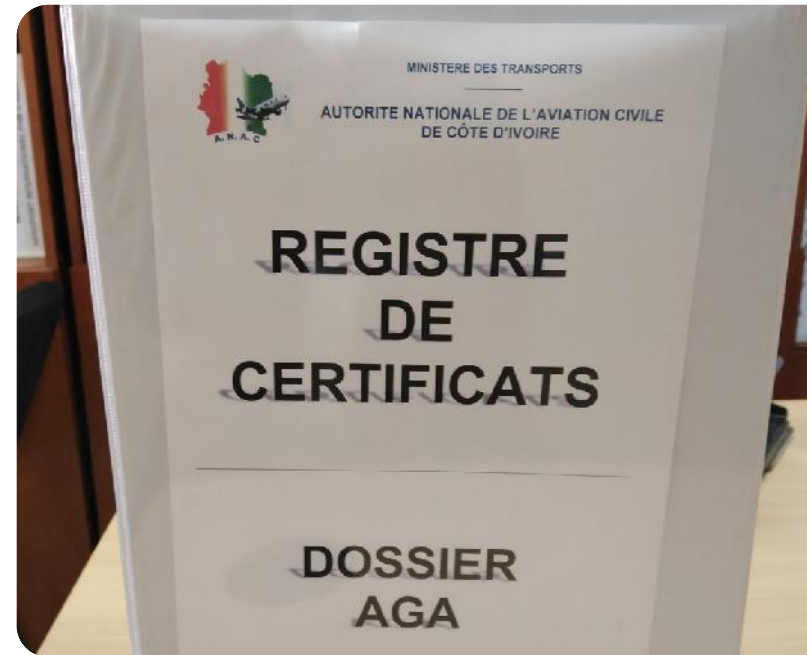 MINISTERE DES TRANSPORTS
AUTORITE NATIONALE DE L'AVIATION CIVILE
DE CÔTE D'IVOIRE
A. N. A. C
REGISTRE
DE
CERTIFICATS
DOSSIER
AGA